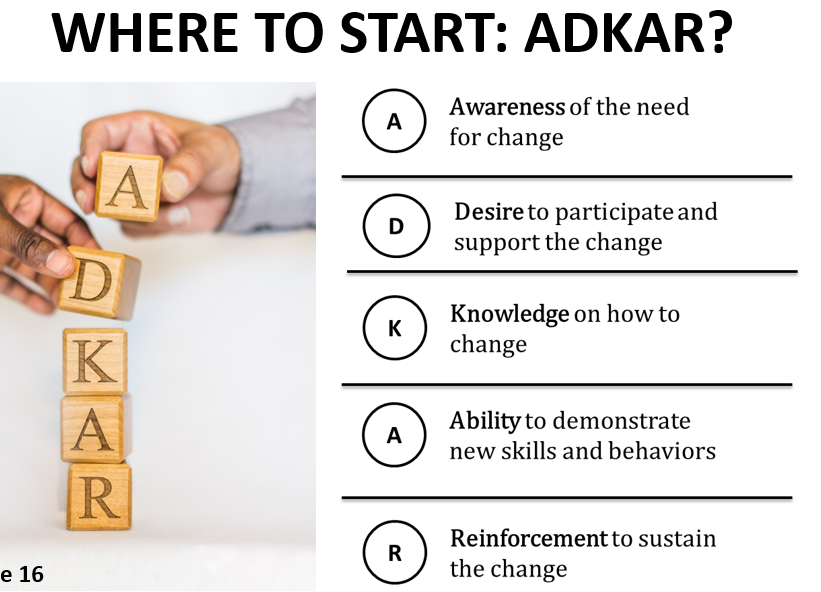 WHERE TO START: ADKAR?
A
D
K
A
R
A
Awareness of the need
for change
D
Desire to participate and
support the change
K
Knowledge on how to
change
A
Ability to demonstrate
new skills and behaviors
R
Reinforcement to sustain
the change
e 16